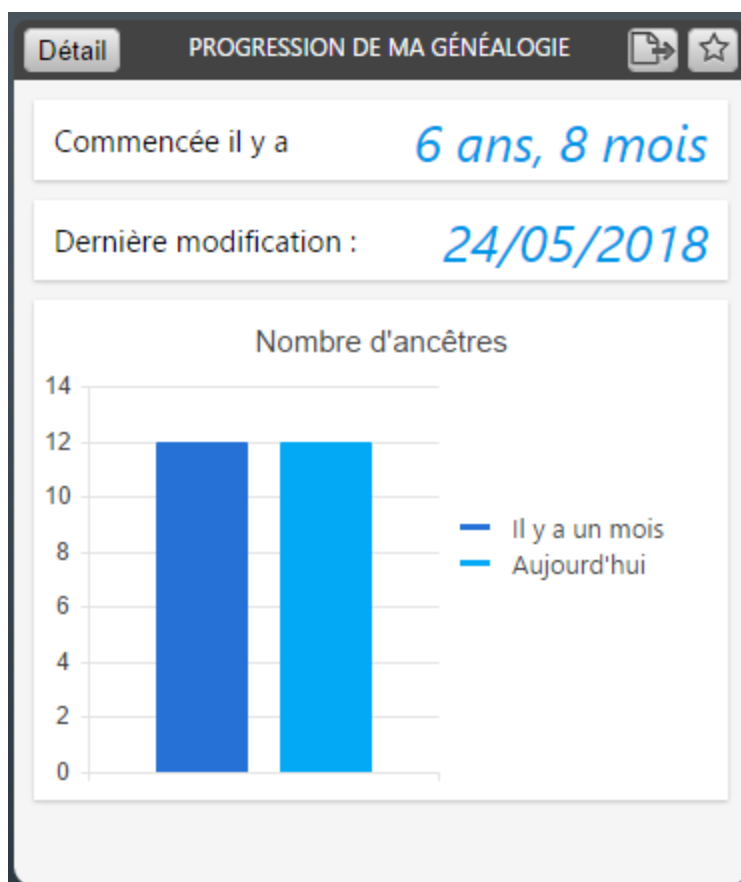 Détail PROGRESSION DE MA GÉNÉALOGIE
Commencée il y a 6 ans, 8 mois
Dernière modification : 24/05/2018
Nombre d'ancêtres
14
12
10
8
6
4
2
0
Il y a un mois
Aujourd'hui